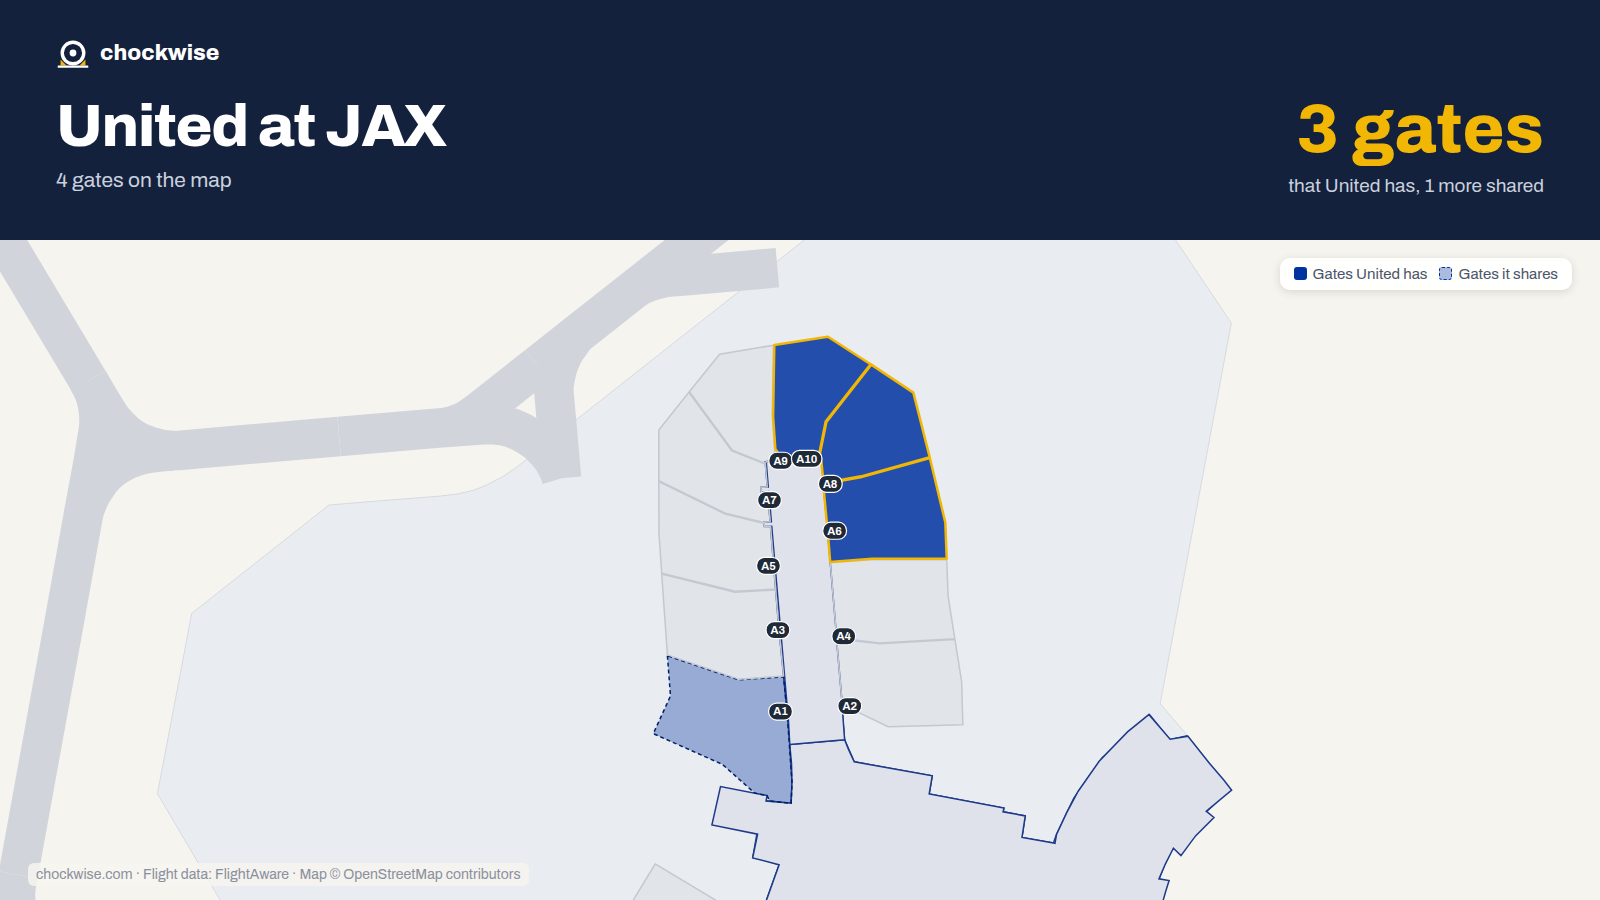 chockwise
United at JAX
4 gates on the map
3 gates
that United has, 1 more shared
Gates United has
Gates it shares
A9
A10
A8
A7
A6
A5
A3
A4
A1
A2
chockwise.com · Flight data: FlightAware · Map © OpenStreetMap contributors